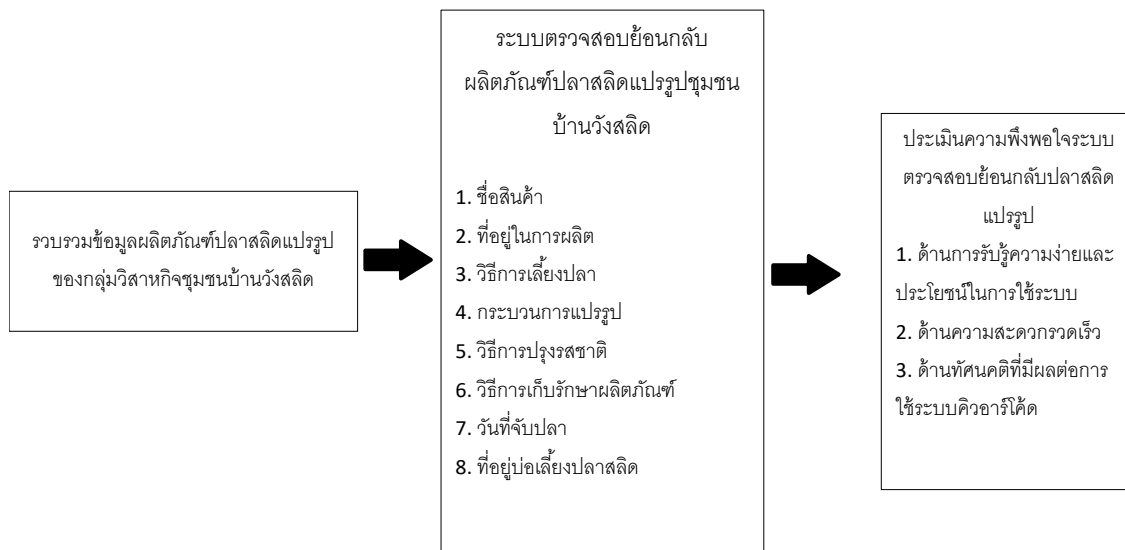 รวบรวมข้อมูลผลิตภัณฑ์ปลาสลิดแปรรูป
ของกลุ่มวิสาหกิจชุมชนบ้านวังสลิด
ระบบตรวจสอบย้อนกลับ
ผลิตภัณฑ์ปลาสลิดแปรรูปชุมชน
บ้านวังสลิด
1. ชื่อสินค้า
2. ที่อยู่ในการผลิต
3. วิธีการเลี้ยงปลา
4. กระบวนการแปรรูป
5. วิธีการปรุงรสชาติ
6. วิธีการเก็บรักษาผลิตภัณฑ์
7. วันที่จับปลา
8. ที่อยู่บ่อเลี้ยงปลาสลิด
ประเมินความพึงพอใจระบบ
ตรวจสอบย้อนกลับปลาสลิด
แปรรูป
1. ด้านการรับรู้ความง่ายและ
ประโยชน์ในการใช้ระบบ
2. ด้านความสะดวกรวดเร็ว
3. ด้านทัศนคติที่มีผลต่อการ
ใช้ระบบคิวอาร์โค้ด